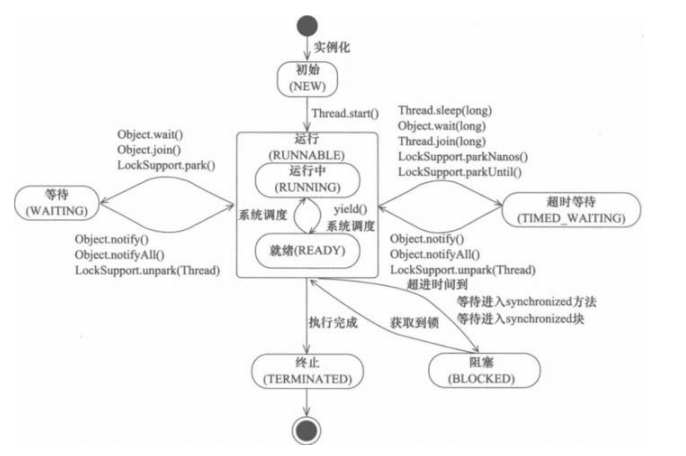 实例化
初始
(NEW)
Thread.start()
Object.wait()
Object.join()
LockSupport.park()
Thread.sleep(long)
Object.wait(long)
Thread.join(long)
LockSupport.parkNanos()
LockSupport.parkUntil()
运行
(RUNNABLE)
运行中
(RUNNING)
等待
(WAITING)
系统调度
yield()
系统调度
超时等待
(TIMED_WAITING)
就绪(READY)
Object.notify()
Object.notifyAll()
LockSupport.unpark(Thread)
Object.notify()
Object.notifyAll()
LockSupport.unpark(Thread)
超进时间到
等待进入synchronized方法
等待进入synchronized块
执行完成
获取到锁
终止
(TERMINATED)
阻塞
(BLOCKED)